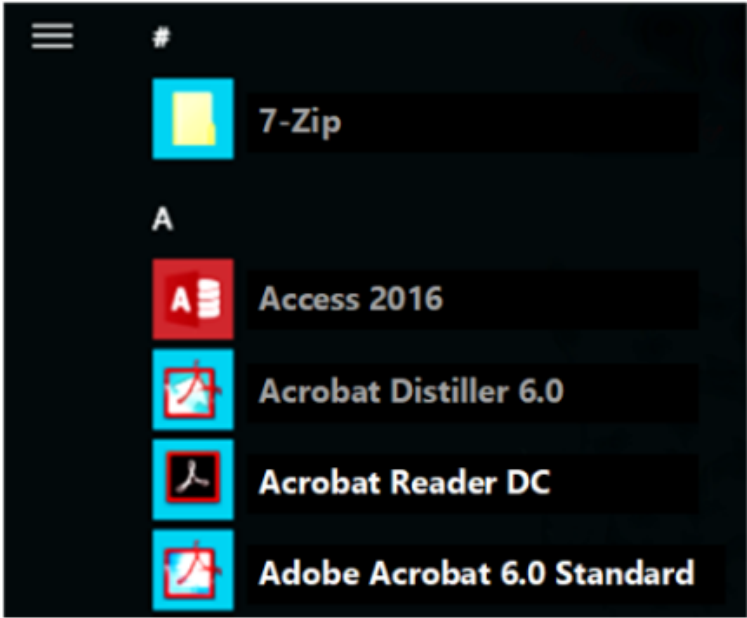 #
7-Zip
A
Access 2016
Acrobat Distiller 6.0
Acrobat Reader DC
Adobe Acrobat 6.0 Standard